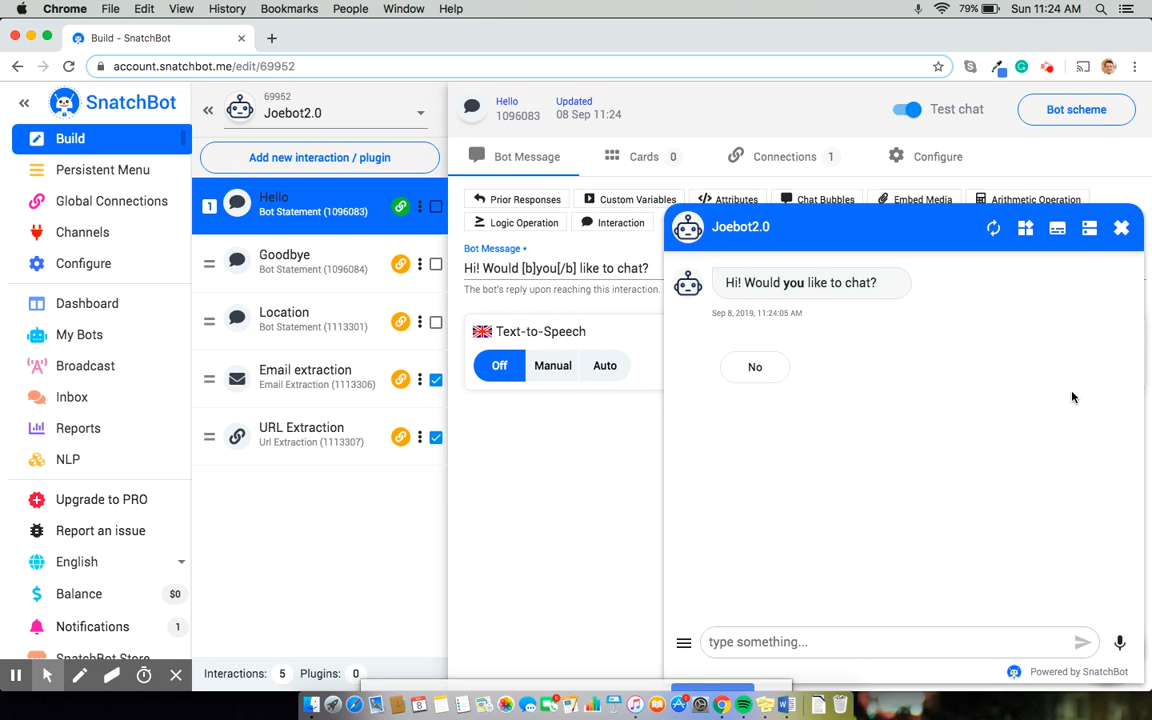 Chrome File Edit View History Bookmarks People Window Help 79% Sun 11:24 AM
Build - SnatchBot
account.snatchbot.me/edit/69952
SnatchBot
Build
Persistent Menu
Global Connections
Channels
Configure
Dashboard
My Bots
Broadcast
Inbox
Reports
NLP
Upgrade to PRO
Report an issue
English
Balance $0
Notifications 1
SnatchBot Store
69952
Joebot2.0
Add new interaction / plugin
1 Hello
Bot Statement (1096083)
Goodbye
Bot Statement (1096084)
Location
Bot Statement (1113301)
Email extraction
Email Extraction (1113306)
URL Extraction
Url Extraction (1113307)
Interactions: 5 Plugins: 0
Hello
1096083
Updated
08 Sep 11:24
Test chat
Bot scheme
Bot Message Cards 0 Connections 1 Configure
Prior Responses Custom Variables Attributes Chat Bubbles Embed Media Arithmetic Operation
Logic Operation Interaction
Bot Message •
Hi! Would [b]you[/b] like to chat?
The bot's reply upon reaching this interaction.
Text-to-Speech
Off Manual Auto
Joebot2.0
Hi! Would you like to chat?
Sep 8, 2019, 11:24:05 AM
No
type something...
Powered by SnatchBot